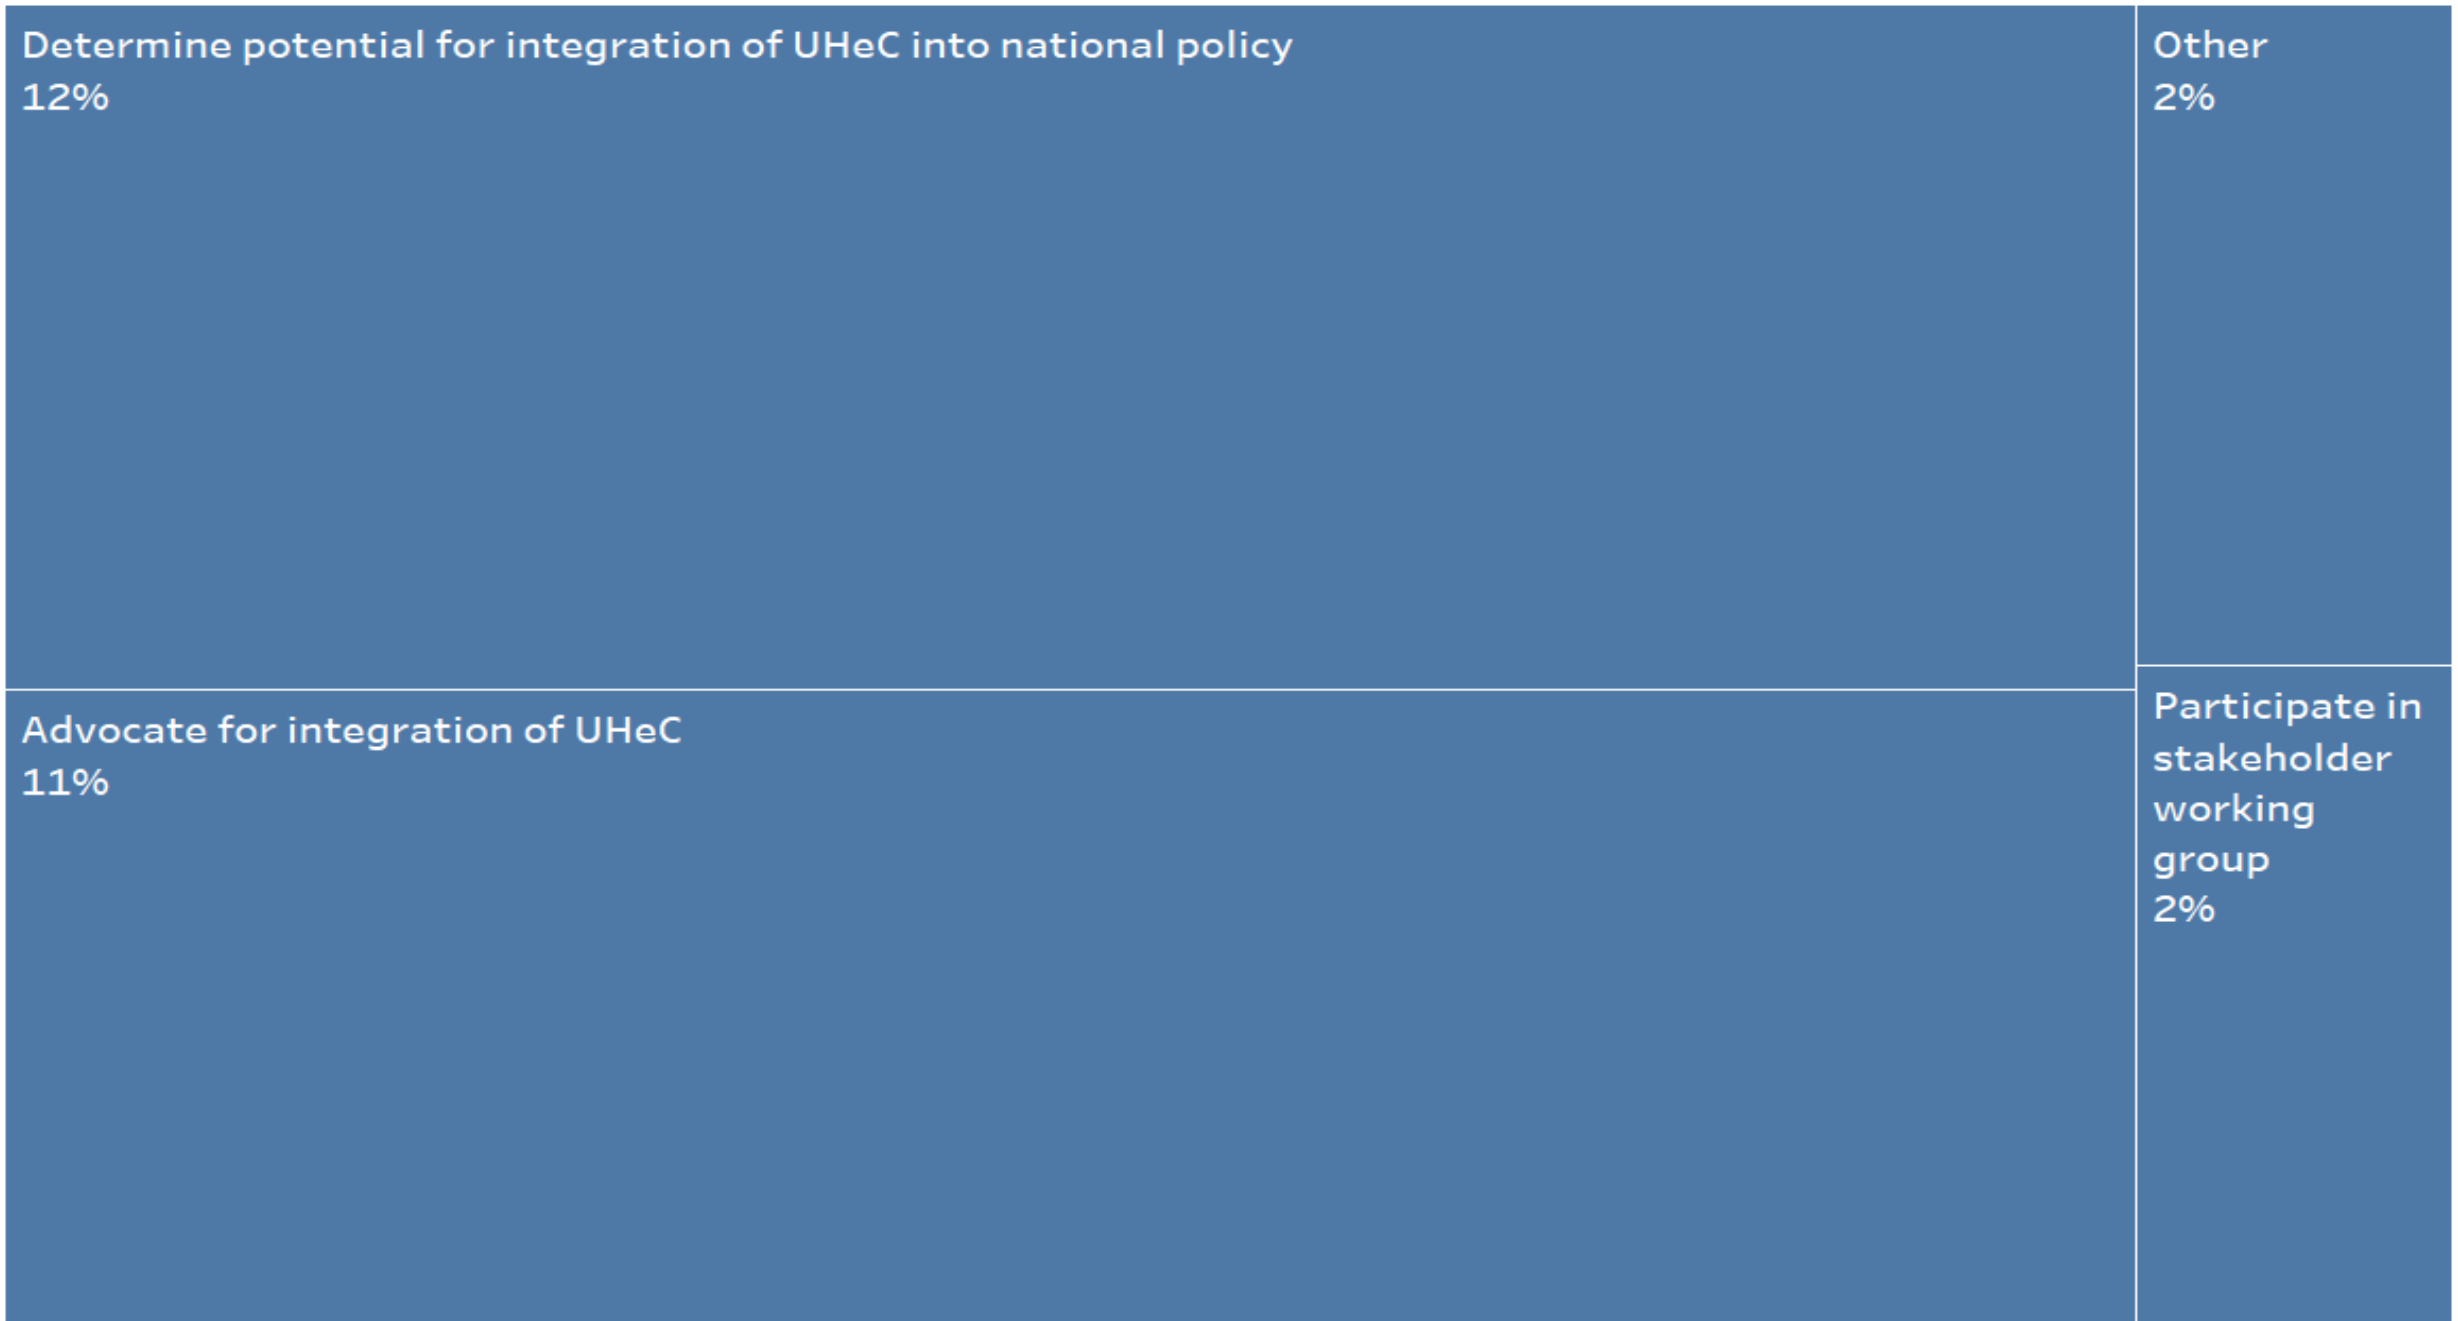 Determine potential for integration of UHeC into national policy
12%
Other
2%
Advocate for integration of UHeC
11%
Participate in
stakeholder
working
group
2%